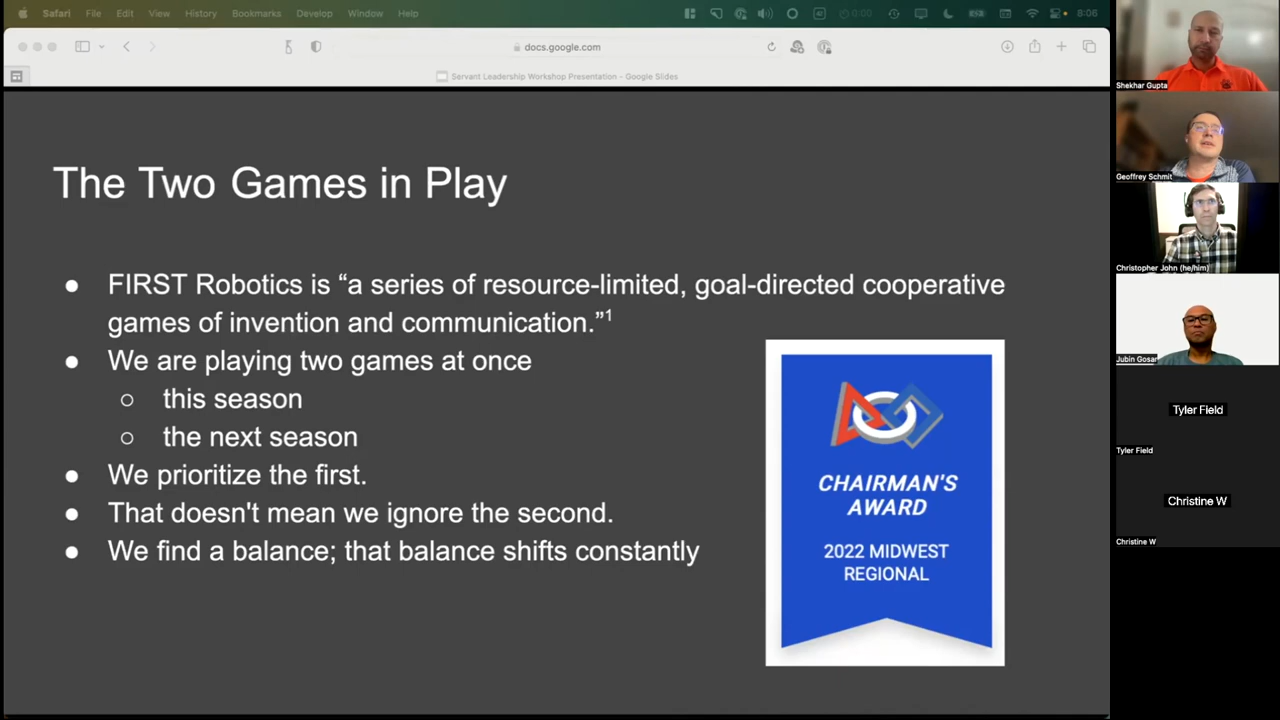 Safari File Edit View History Bookmarks Develop Window Help 0:00 8:06
docs.google.com
Servant Leadership Workshop Presentation - Google Slides
The Two Games in Play
● FIRST Robotics is “a series of resource-limited, goal-directed cooperative
games of invention and communication.”1
● We are playing two games at once
○ this season
○ the next season
● We prioritize the first.
● That doesn't mean we ignore the second.
● We find a balance; that balance shifts constantly
CHAIRMAN'S
AWARD
2022 MIDWEST
REGIONAL
Shekhar Gupta
Geoffrey Schmit
Christopher John (he/him)
Jubin Gosar
Tyler Field
Tyler Field
Christine W
Christine W